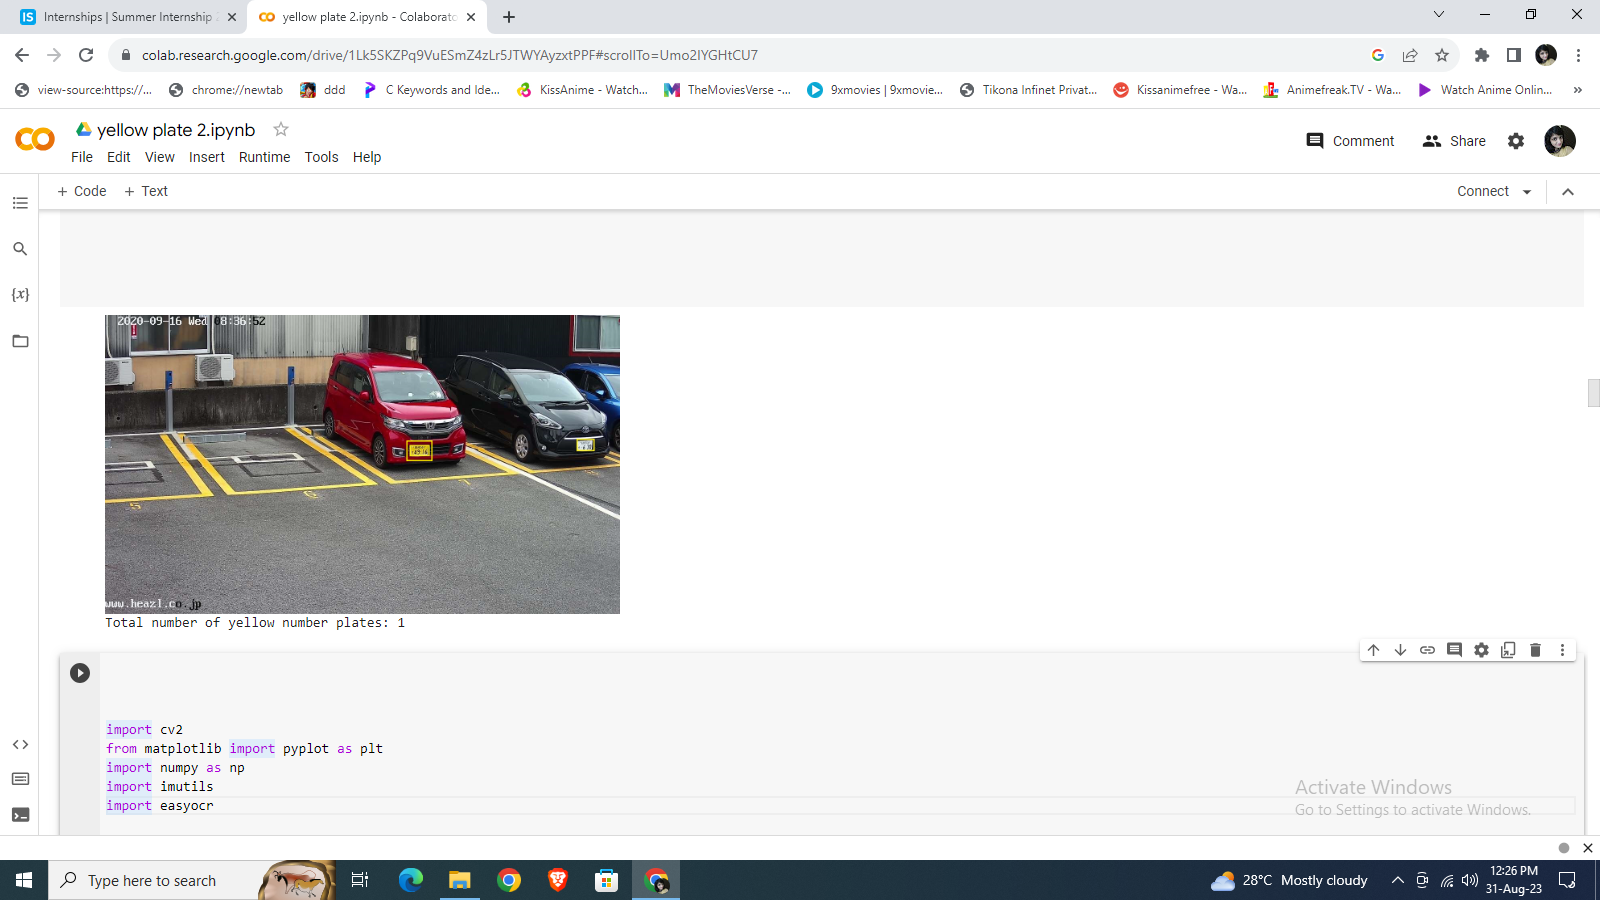 Internships | Summer Internship
yellow plate 2.ipynb - Colaborato
colab.research.google.com/drive/1Lk5SKZPq9VuESmZ4zLr5JTWYAyzxtPPF#scrollTo=Umo2IYGHtCU7
view-source:https://... chrome://newtab ddd C Keywords and Ide... KissAnime - Watch... TheMoviesVerse -... 9xmovies | 9xmovie... Tikona Infinet Privat... Kissanimefree - Wa... Animefreak.TV - Wa... Watch Anime Onlin... »
yellow plate 2.ipynb
File Edit View Insert Runtime Tools Help
Comment Share
+ Code + Text
Connect
{x}
2020-09-16 Wed 08:36:52
5 6 7
www.heazl.co.jp
Total number of yellow number plates: 1
import cv2
from matplotlib import pyplot as plt
import numpy as np
import imutils
import easyocr
Activate Windows
Go to Settings to activate Windows.
Type here to search
28°C Mostly cloudy
12:26 PM
31-Aug-23